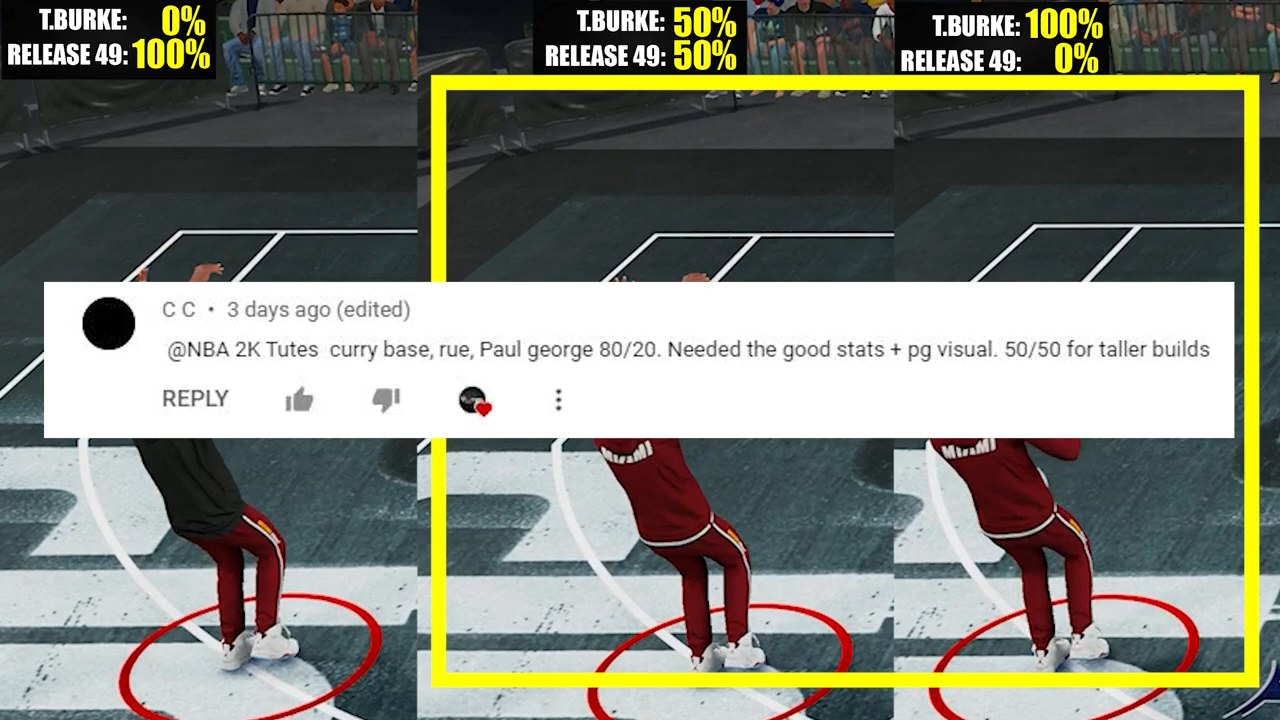 T.BURKE: 0%
RELEASE 49: 100%
T.BURKE: 50%
RELEASE 49: 50%
T.BURKE: 100%
RELEASE 49: 0%
C C • 3 days ago (edited)
@NBA 2K Tutes curry base, rue, Paul george 80/20. Needed the good stats + pg visual. 50/50 for taller builds
REPLY
MIAMI
MIAMI